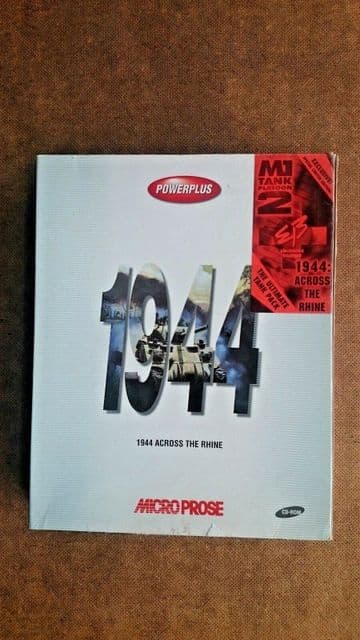 POWERPLUS
M1
TANK
PLATOON
2
EXCLUSIVE
1944:
ACROSS
THE
RHINE
THE ULTIMATE
TANK PACK
1944
1944 ACROSS THE RHINE
MICROPROSE
CD-ROM